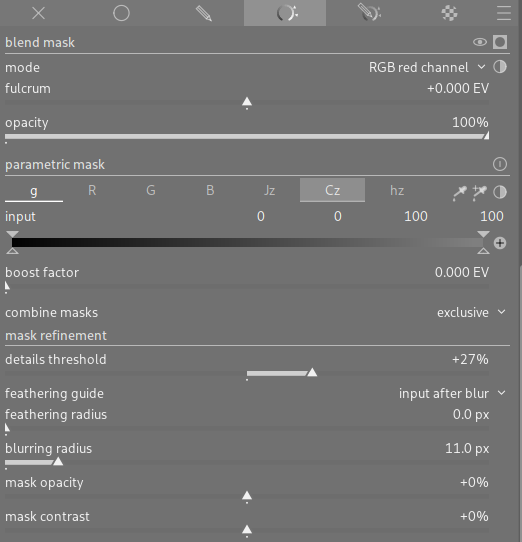 blend mask
mode RGB red channel
fulcrum +0.000 EV
opacity 100%
parametric mask
g R G B Jz Cz hz
input 0 0 100 100
boost factor 0.000 EV
combine masks exclusive
mask refinement
details threshold +27%
feathering guide input after blur
feathering radius 0.0 px
blurring radius 11.0 px
mask opacity +0%
mask contrast +0%